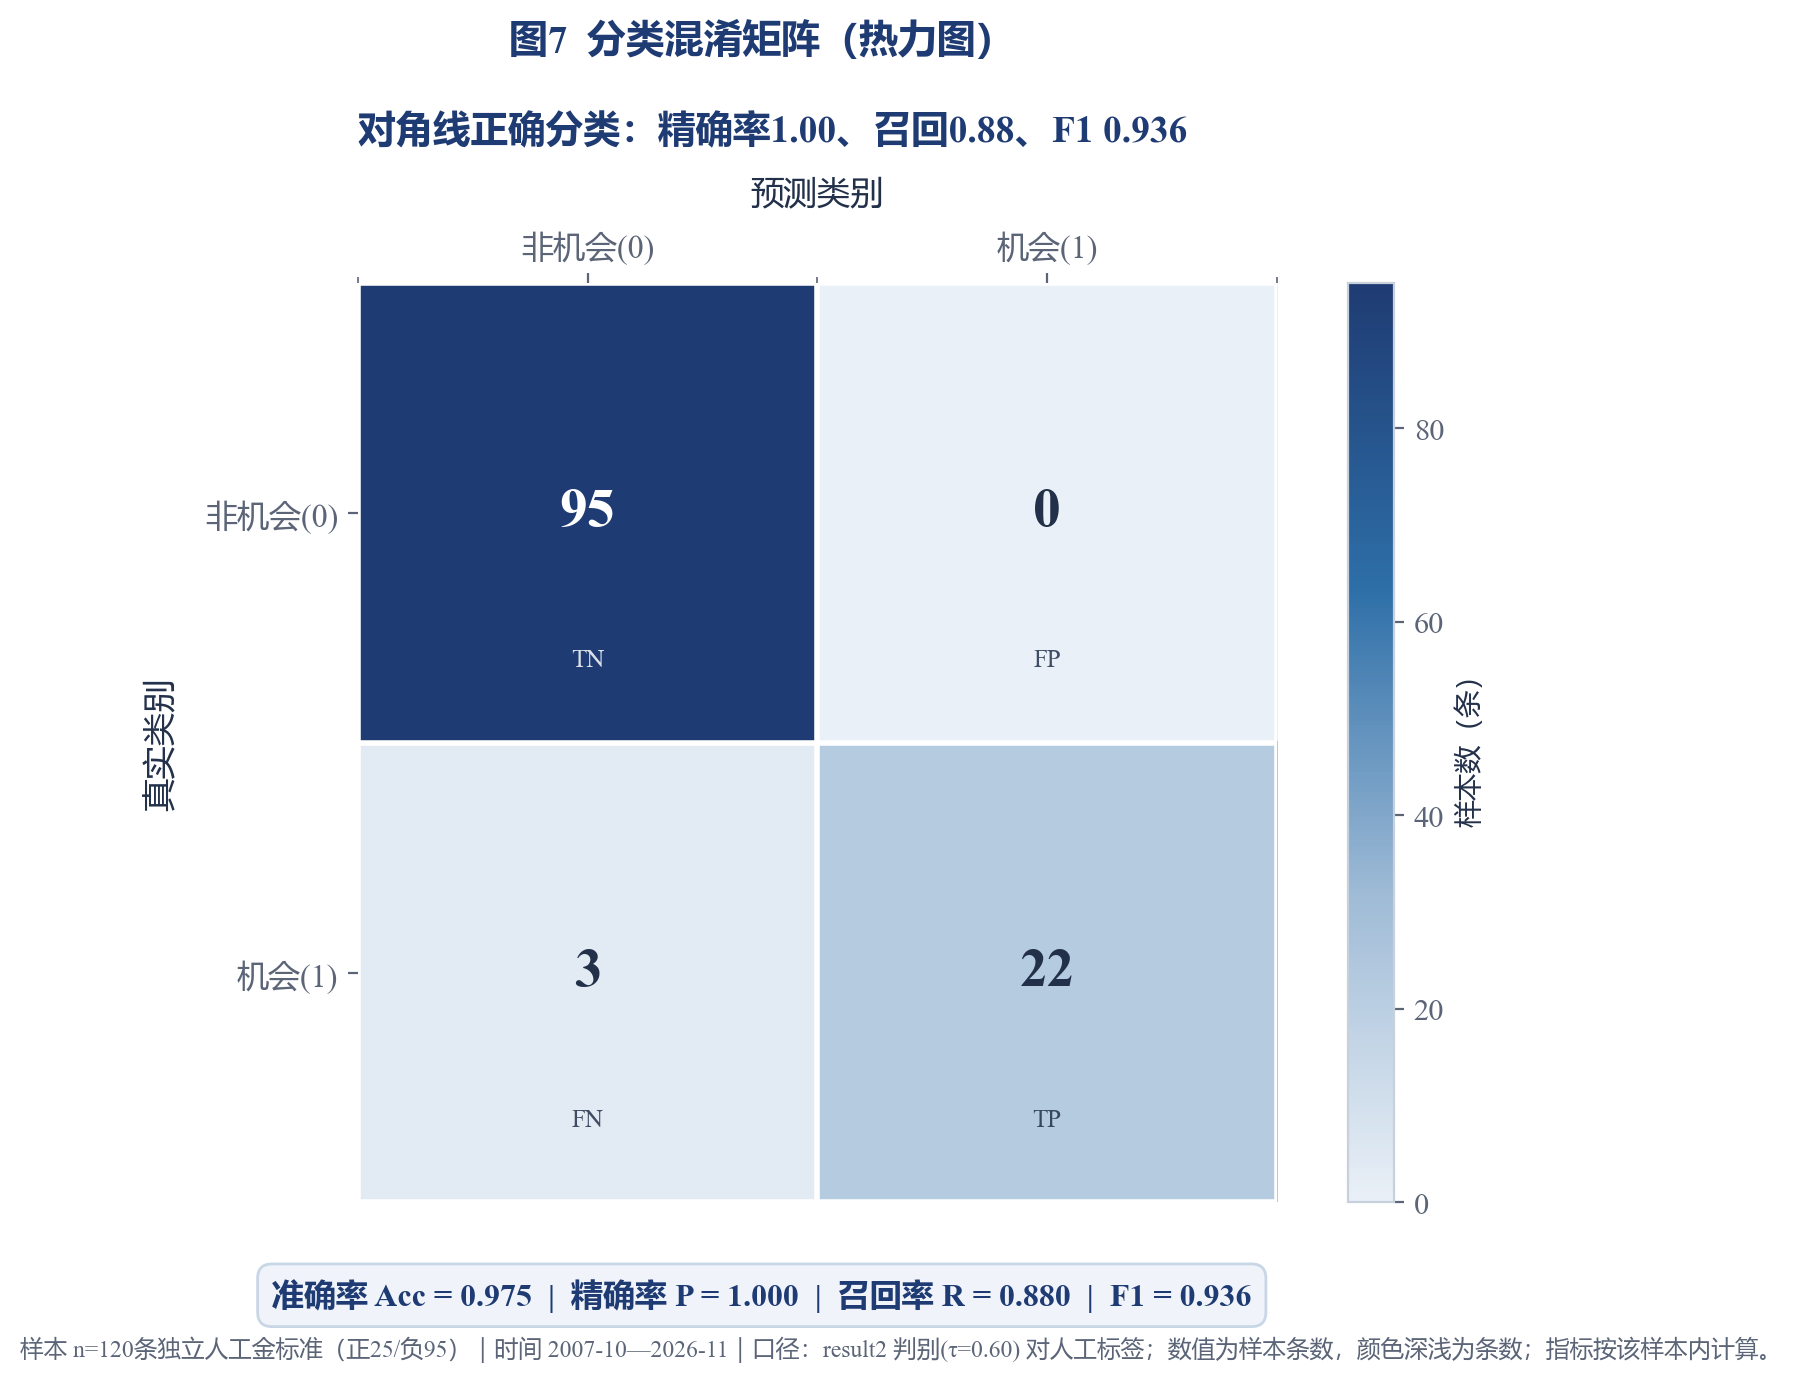 图7 分类混淆矩阵（热力图）
对角线正确分类：精确率1.00、召回0.88、F1 0.936
预测类别
非机会(0)
机会(1)
非机会(0)
95
TN
0
FP
真实类别
机会(1)
3
FN
22
TP
80
60
40
20
0
样本数（条）
准确率 Acc = 0.975 | 精确率 P = 1.000 | 召回率 R = 0.880 | F1 = 0.936
样本 n=120条独立人工金标准（正25/负95）｜时间 2007-10—2026-11｜口径：result2 判别(τ=0.60) 对人工标签；数值为样本条数，颜色深浅为条数；指标按该样本内计算。